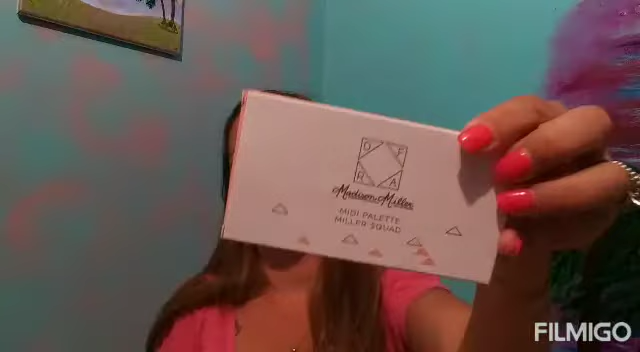 D F
R A
Madison Miller
MIDI PALETTE
MILLER SQUAD
FILMIGO